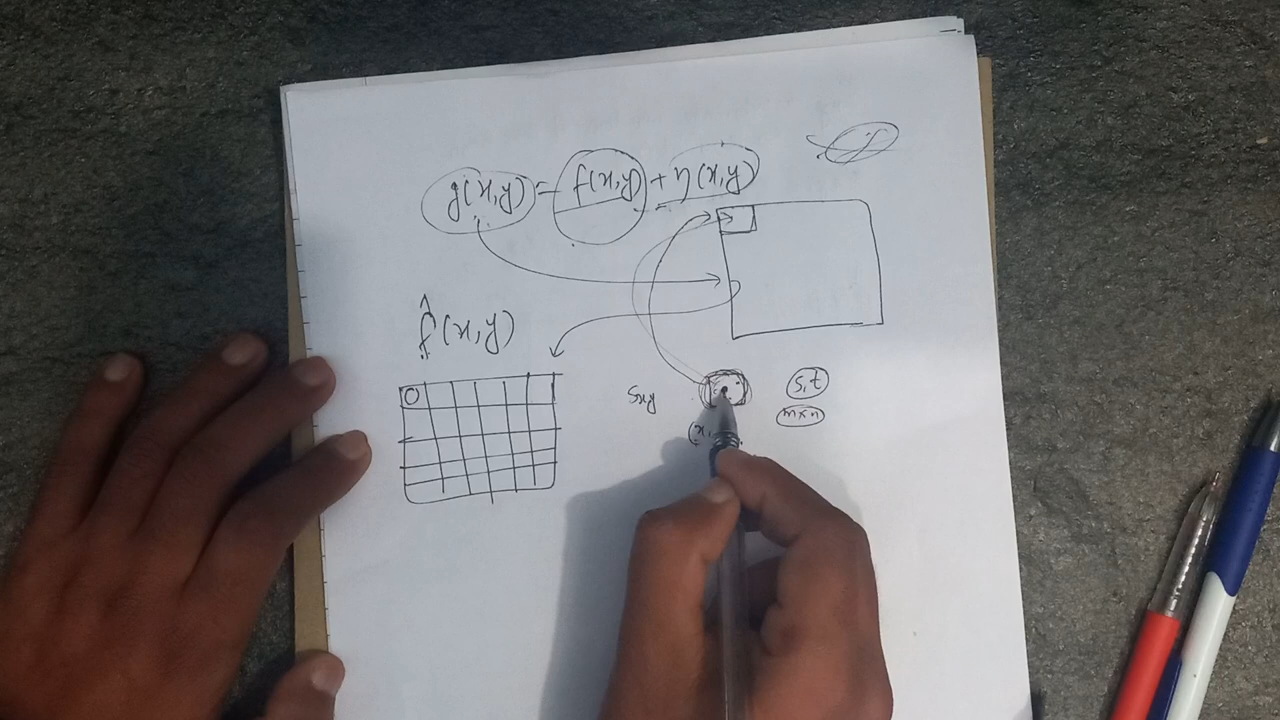 g(x,y) = f(x,y) + η(x,y)
f̂(x,y)
O
Sxy
s,t
m×n
(x,